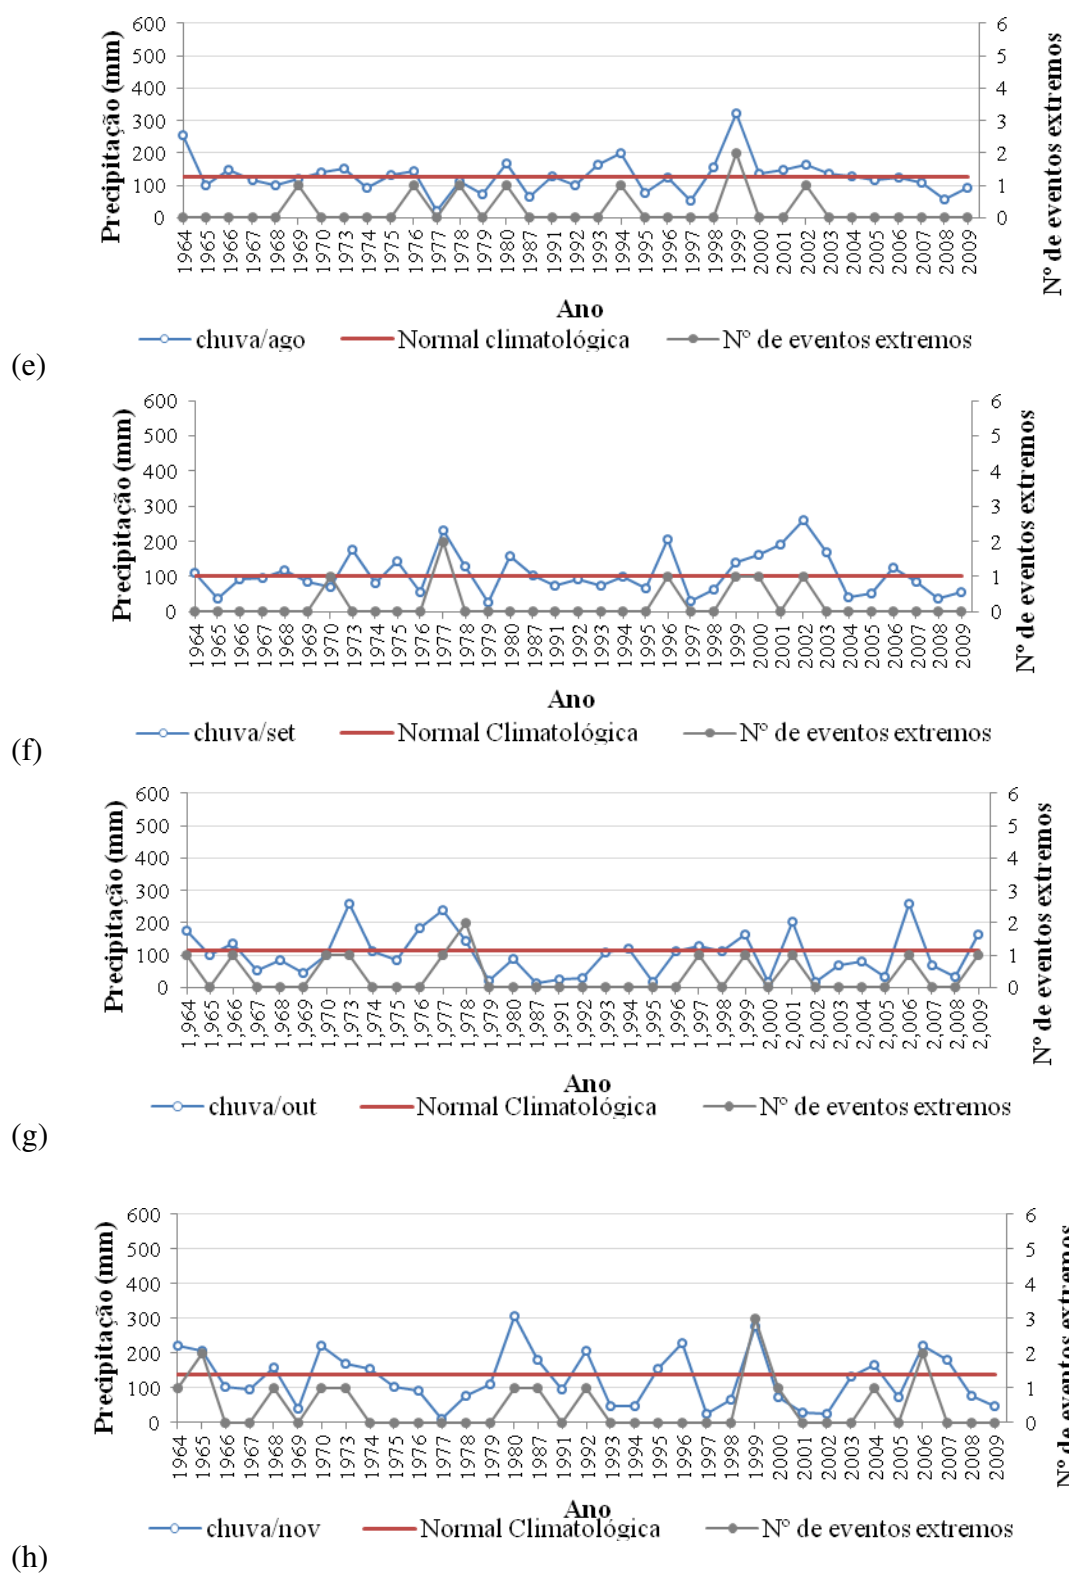 600
500
400
300
200
100
0
Precipitação (mm)
6
5
4
3
2
1
0
Nº de eventos extremos
1964 1965 1966 1967 1968 1969 1970 1973 1974 1975 1976 1977 1978 1979 1980 1987 1991 1992 1993 1994 1995 1996 1997 1998 1999 2000 2001 2002 2003 2004 2005 2006 2007 2008 2009
Ano
chuva/ago Normal climatológica Nº de eventos extremos
(e)
600
500
400
300
200
100
0
Precipitação (mm)
6
5
4
3
2
1
0
Nº de eventos extremos
1964 1965 1966 1967 1968 1969 1970 1973 1974 1975 1976 1977 1978 1979 1980 1987 1991 1992 1993 1994 1995 1996 1997 1998 1999 2000 2001 2002 2003 2004 2005 2006 2007 2008 2009
Ano
chuva/set Normal Climatológica Nº de eventos extremos
(f)
600
500
400
300
200
100
0
Precipitação (mm)
6
5
4
3
2
1
0
Nº de eventos extremos
1,964 1,965 1,966 1,967 1,968 1,969 1,970 1,973 1,974 1,975 1,976 1,977 1,978 1,979 1,980 1,987 1,991 1,992 1,993 1,994 1,995 1,996 1,997 1,998 1,999 2,000 2,001 2,002 2,003 2,004 2,005 2,006 2,007 2,008 2,009
Ano
chuva/out Normal Climatológica Nº de eventos extremos
(g)
600
500
400
300
200
100
0
Precipitação (mm)
6
5
4
3
2
1
0
Nº de eventos extremos
1964 1965 1966 1967 1968 1969 1970 1973 1974 1975 1976 1977 1978 1979 1980 1987 1991 1992 1993 1994 1995 1996 1997 1998 1999 2000 2001 2002 2003 2004 2005 2006 2007 2008 2009
Ano
chuva/nov Normal Climatológica Nº de eventos extremos
(h)